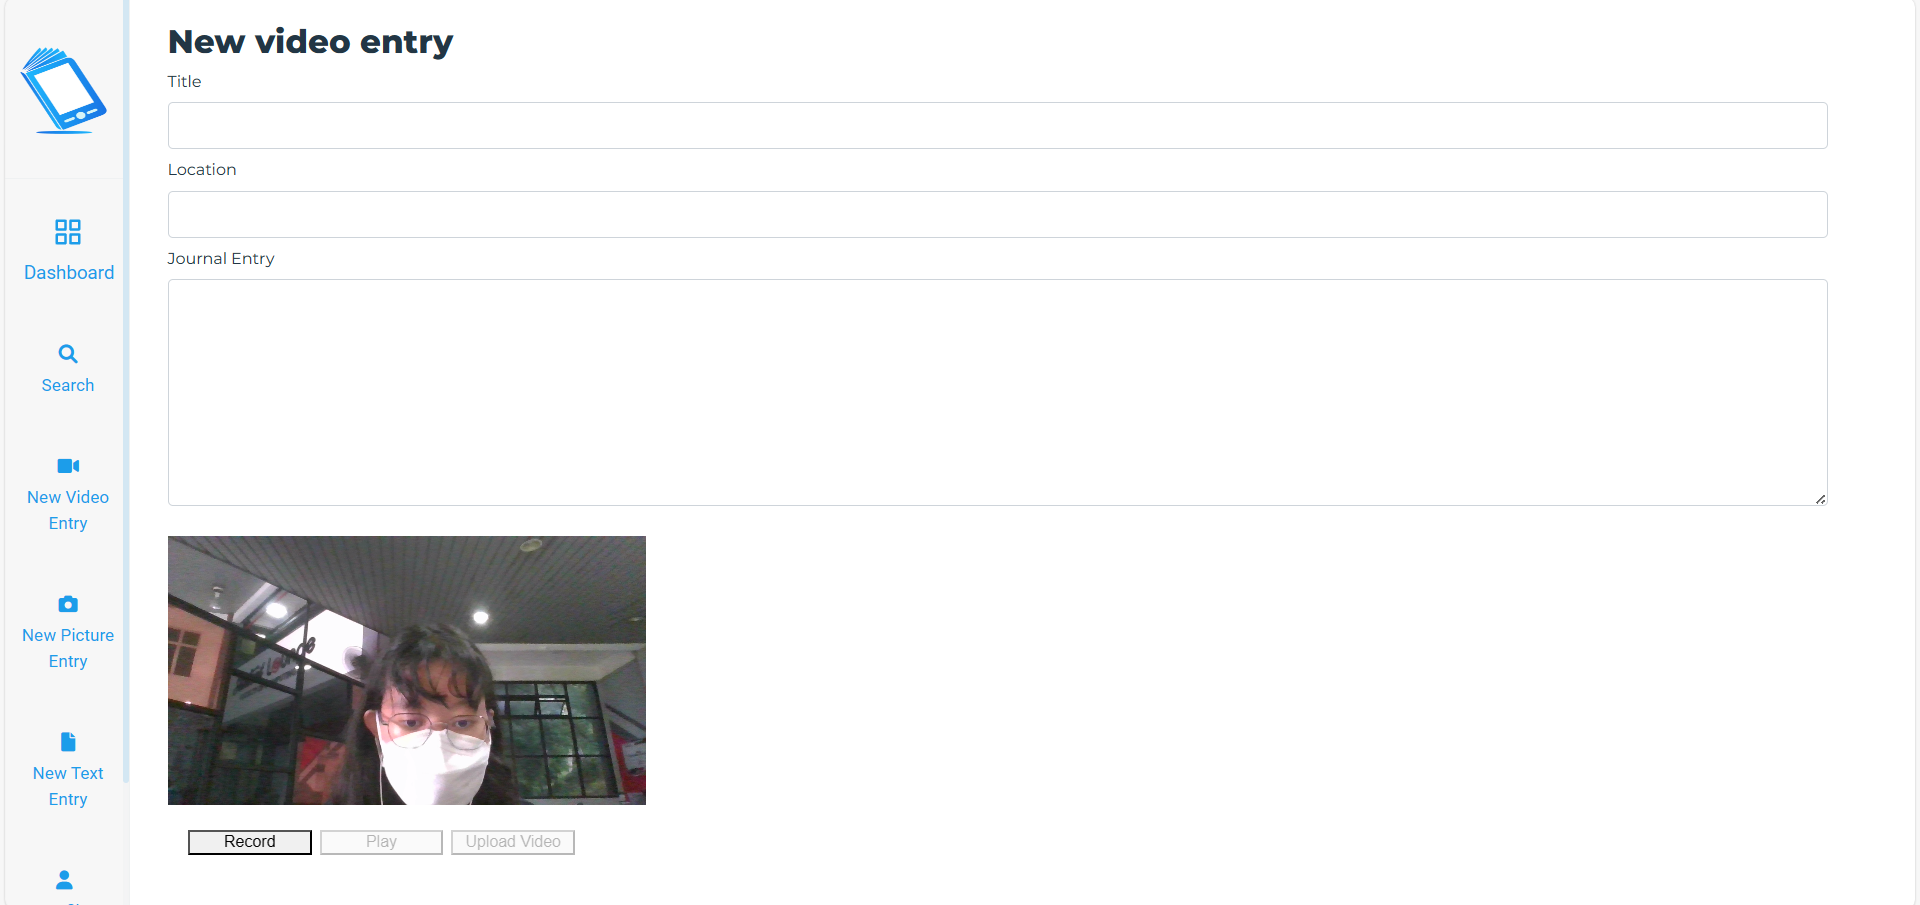 New video entry
Title
Location
Journal Entry
Dashboard
Search
New Video
Entry
New Picture
Entry
New Text
Entry
Record
Play
Upload Video